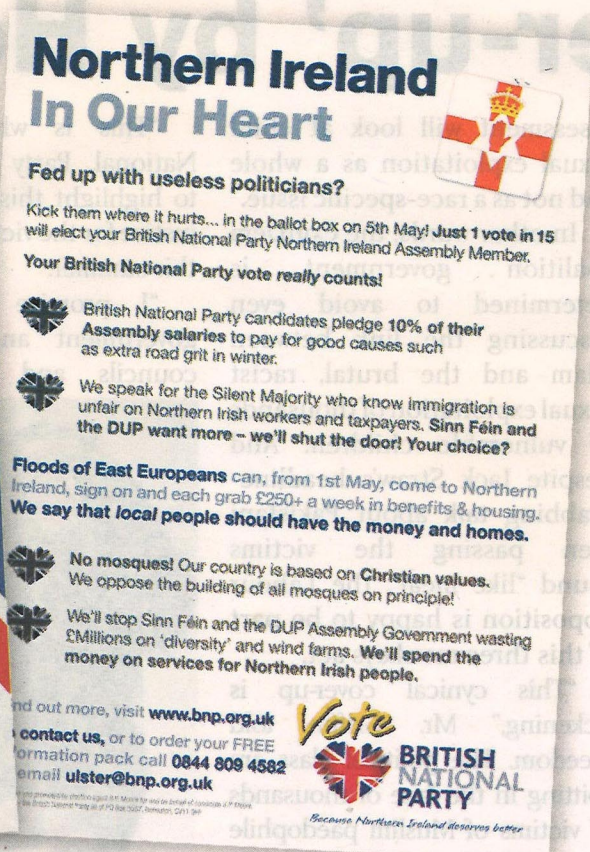 Northern Ireland
In Our Heart
Fed up with useless politicians?
Kick them where it hurts... in the ballot box on 5th May! Just 1 vote in 15
will elect your British National Party Northern Ireland Assembly Member.
Your British National Party vote really counts!
British National Party candidates pledge 10% of their
Assembly salaries to pay for good causes such
as extra road grit in winter.
We speak for the Silent Majority who know immigration is
unfair on Northern Irish workers and taxpayers. Sinn Féin and
the DUP want more – we'll shut the door! Your choice?
Floods of East Europeans can, from 1st May, come to Northern
Ireland, sign on and each grab £250+ a week in benefits & housing.
We say that local people should have the money and homes.
No mosques! Our country is based on Christian values.
We oppose the building of all mosques on principle!
We'll stop Sinn Féin and the DUP Assembly Government wasting
£Millions on 'diversity' and wind farms. We'll spend the
money on services for Northern Irish people.
nd out more, visit www.bnp.org.uk
contact us, or to order your FREE
ormation pack call 0844 809 4582
email ulster@bnp.org.uk
Vote
BRITISH
NATIONAL
PARTY
Because Northern Ireland deserves better